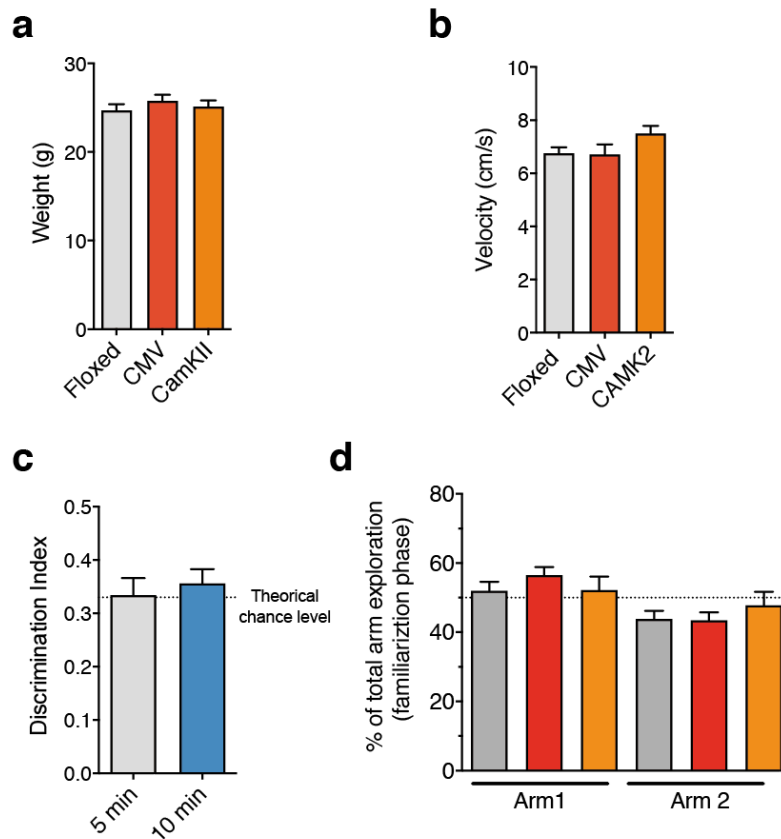 a
Weight (g)
30
20
10
0
Floxed
CMV
CamKII
b
Velocity (cm/s)
10
8
6
4
2
0
Floxed
CMV
CAMK2
c
Discrimination Index
0.5
0.4
0.3
0.2
0.1
0.0
Theorical
chance level
5 min
10 min
d
% of total arm exploration
(familiariztion phase)
80
60
40
20
0
Arm1
Arm 2